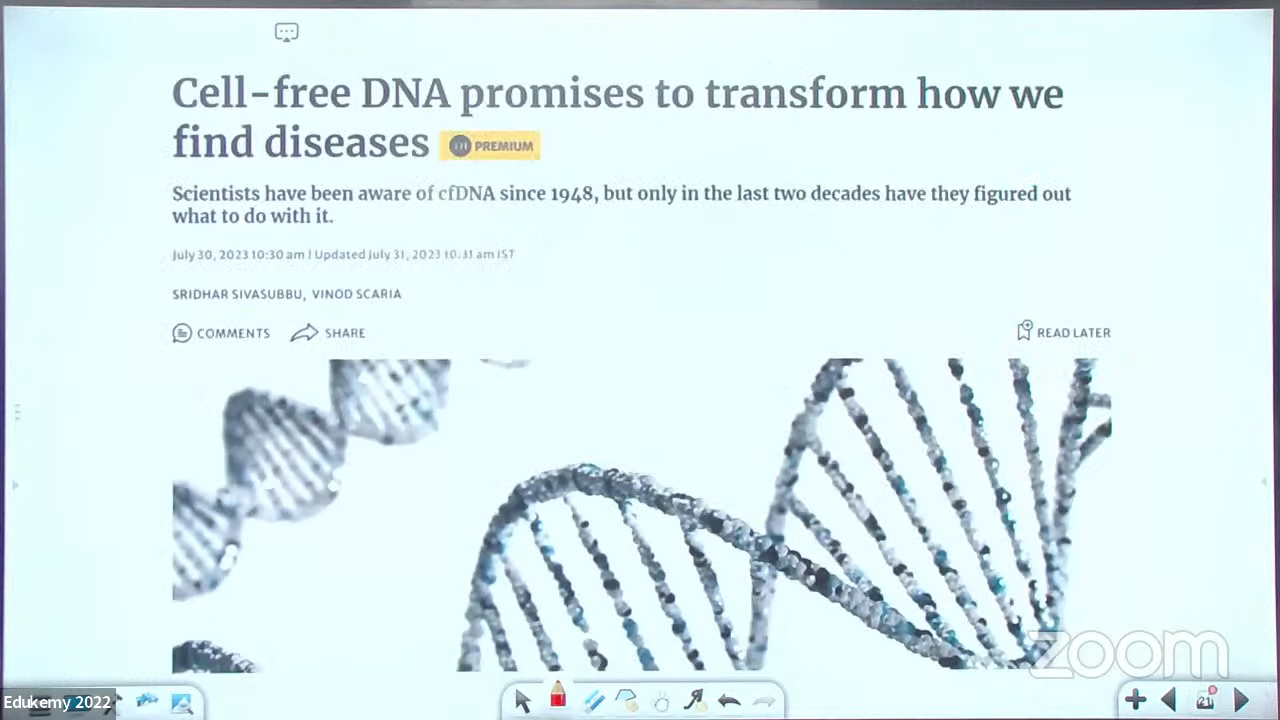 Cell-free DNA promises to transform how we
find diseases PREMIUM
Scientists have been aware of cfDNA since 1948, but only in the last two decades have they figured out
what to do with it.
July 30, 2023 10:30 am | Updated July 31, 2023 10:31 am IST
SRIDHAR SIVASUBBU, VINOD SCARIA
COMMENTS SHARE READ LATER
zoom
Edukemy 2022
21